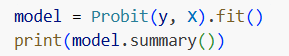 model = Probit(y, X).fit()
print(model.summary())